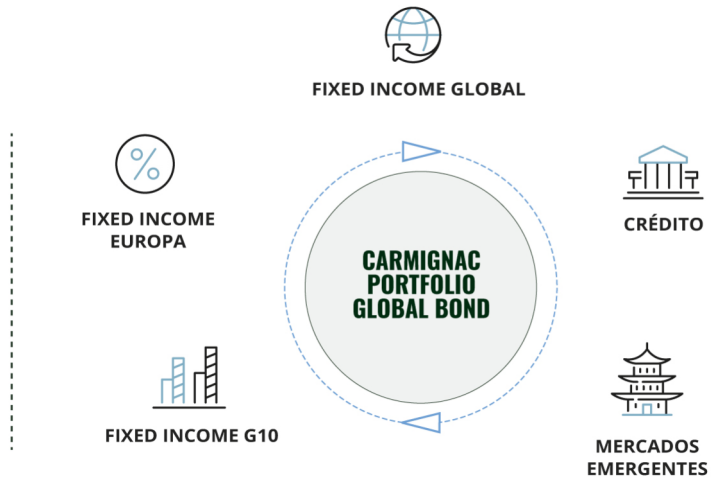 FIXED INCOME GLOBAL
FIXED INCOME
EUROPA
CRÉDITO
CARMIGNAC
PORTFOLIO
GLOBAL BOND
FIXED INCOME G10
MERCADOS
EMERGENTES